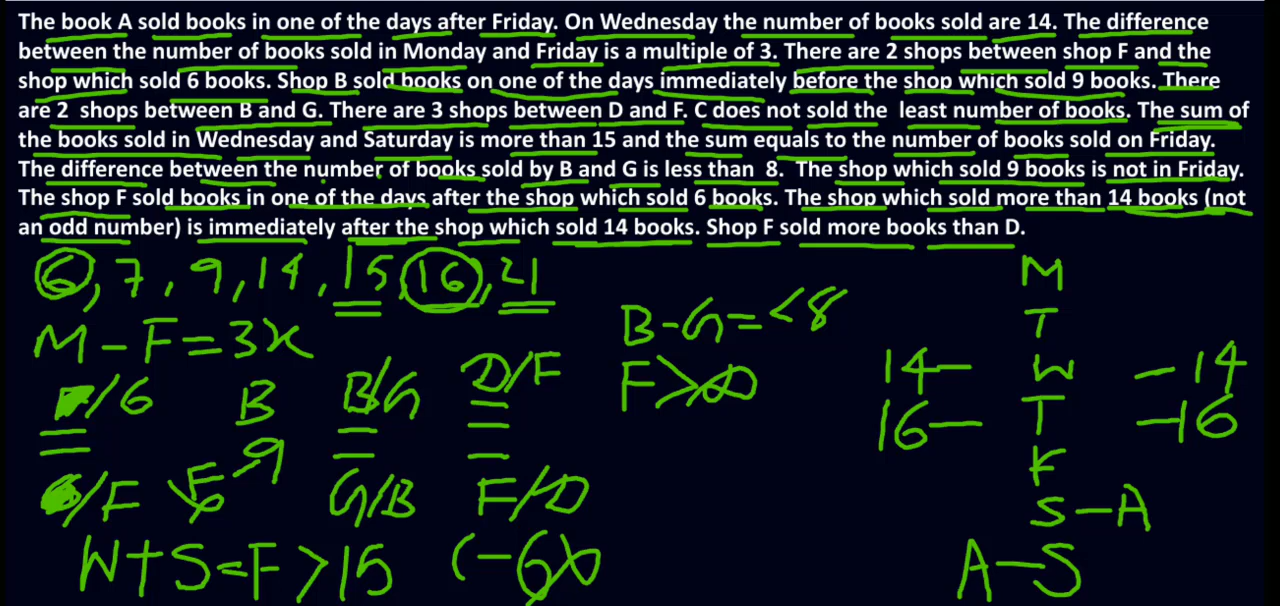 The book A sold books in one of the days after Friday. On Wednesday the number of books sold are 14. The difference
between the number of books sold in Monday and Friday is a multiple of 3. There are 2 shops between shop F and the
shop which sold 6 books. Shop B sold books on one of the days immediately before the shop which sold 9 books. There
are 2 shops between B and G. There are 3 shops between D and F. C does not sold the least number of books. The sum of
the books sold in Wednesday and Saturday is more than 15 and the sum equals to the number of books sold on Friday.
The difference between the number of books sold by B and G is less than 8. The shop which sold 9 books is not in Friday.
The shop F sold books in one of the days after the shop which sold 6 books. The shop which sold more than 14 books (not
an odd number) is immediately after the shop which sold 14 books. Shop F sold more books than D.
6, 7, 9, 14, 15, 16, 21
M
M - F = 3x
B - G = <8
T
/6 B B/G D/F
F > D
14- W -14
16- T -16
9
F
/F G/B F/D
S - A
W + S = F > 15
A - S